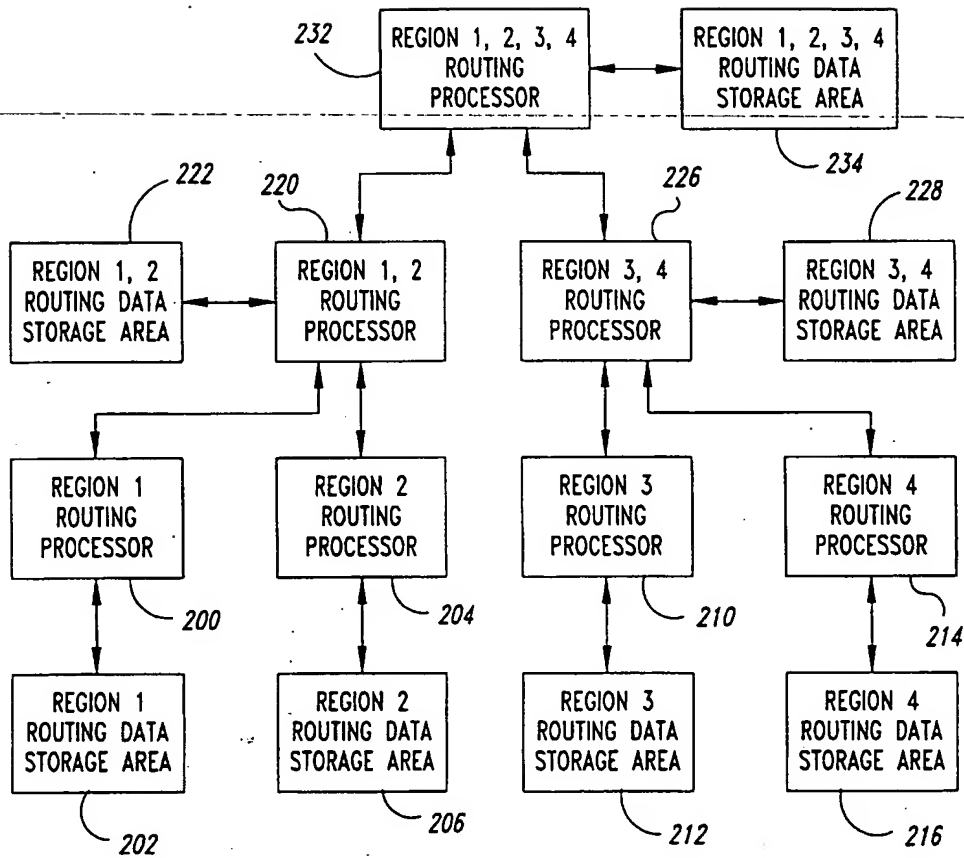 232
REGION 1, 2, 3, 4
ROUTING
PROCESSOR
REGION 1, 2, 3, 4
ROUTING DATA
STORAGE AREA
234
222
220
226
228
REGION 1, 2
ROUTING DATA
STORAGE AREA
REGION 1, 2
ROUTING
PROCESSOR
REGION 3, 4
ROUTING
PROCESSOR
REGION 3, 4
ROUTING DATA
STORAGE AREA
REGION 1
ROUTING
PROCESSOR
200
REGION 2
ROUTING
PROCESSOR
204
REGION 3
ROUTING
PROCESSOR
210
REGION 4
ROUTING
PROCESSOR
214
REGION 1
ROUTING DATA
STORAGE AREA
202
REGION 2
ROUTING DATA
STORAGE AREA
206
REGION 3
ROUTING DATA
STORAGE AREA
212
REGION 4
ROUTING DATA
STORAGE AREA
216